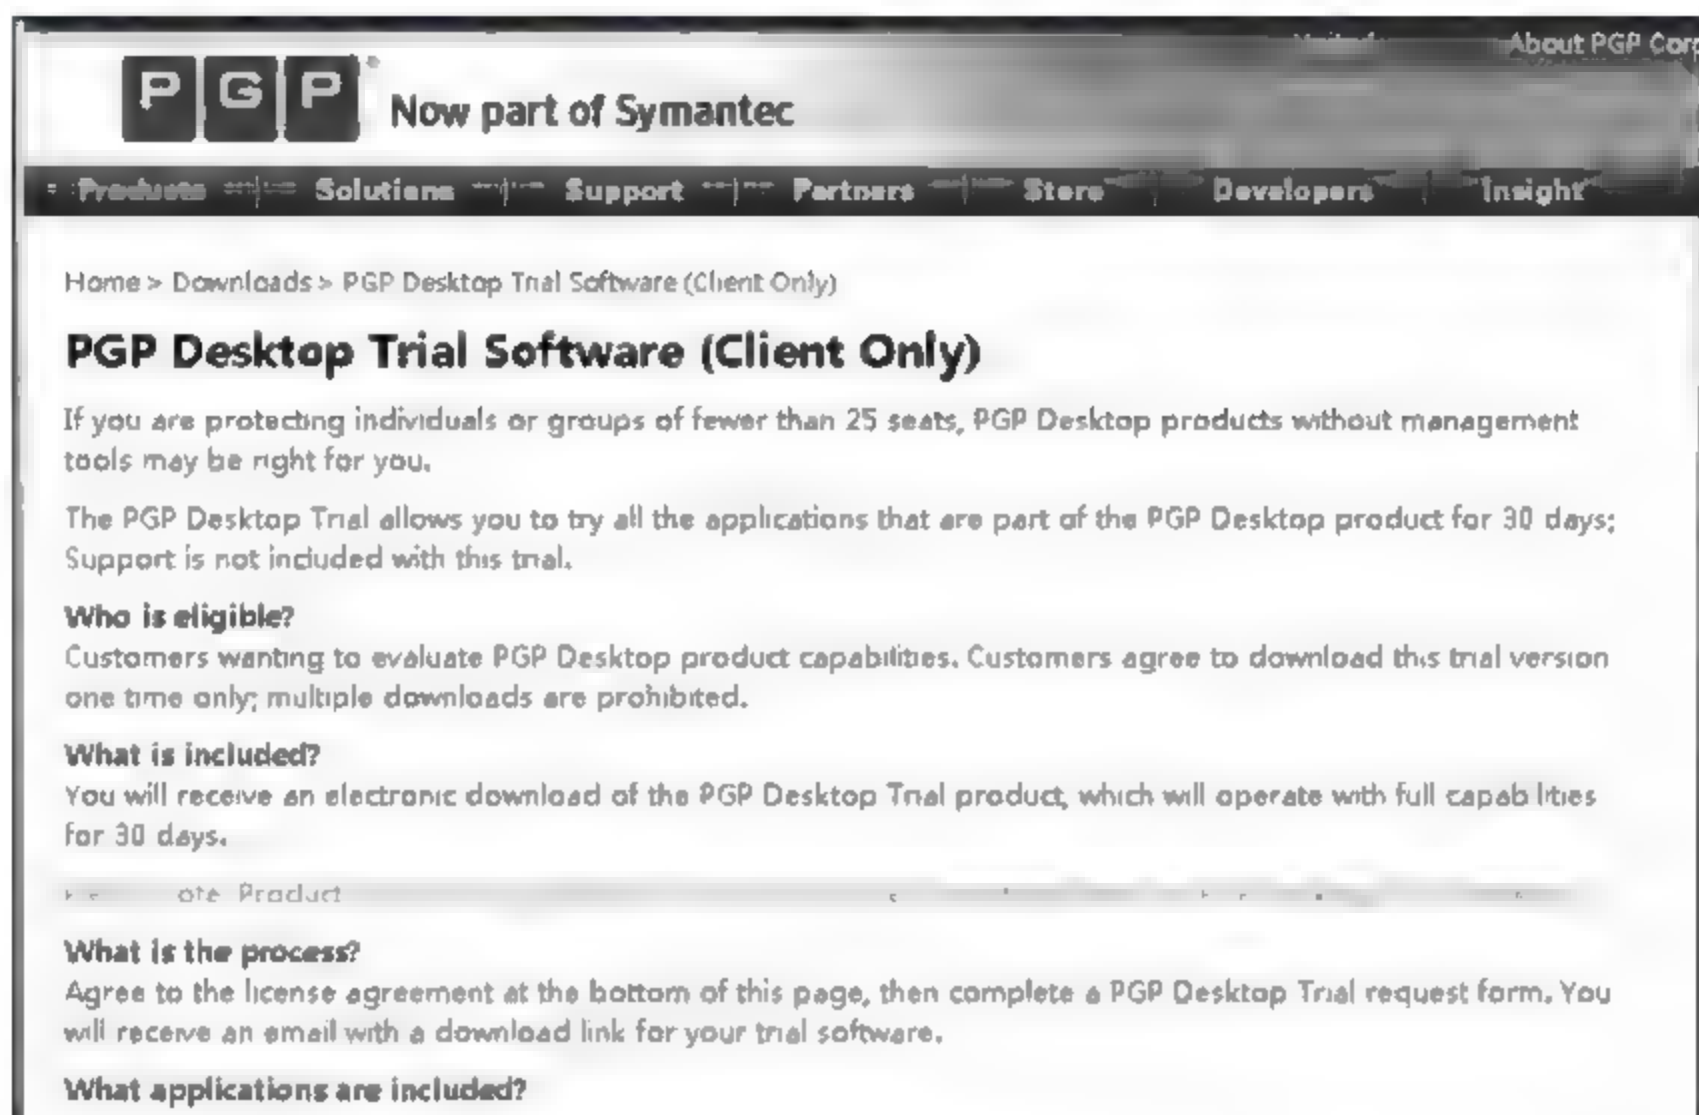 About PGP Corp
PGP® Now part of Symantec
Products Solutions Support Partners Store Developers Insight
Home > Downloads > PGP Desktop Trial Software (Client Only)
PGP Desktop Trial Software (Client Only)
If you are protecting individuals or groups of fewer than 25 seats, PGP Desktop products without management
tools may be right for you.
The PGP Desktop Trial allows you to try all the applications that are part of the PGP Desktop product for 30 days;
Support is not included with this trial.
Who is eligible?
Customers wanting to evaluate PGP Desktop product capabilities. Customers agree to download this trial version
one time only; multiple downloads are prohibited.
What is included?
You will receive an electronic download of the PGP Desktop Trial product, which will operate with full capabilities
for 30 days.
Product
What is the process?
Agree to the license agreement at the bottom of this page, then complete a PGP Desktop Trial request form. You
will receive an email with a download link for your trial software.
What applications are included?